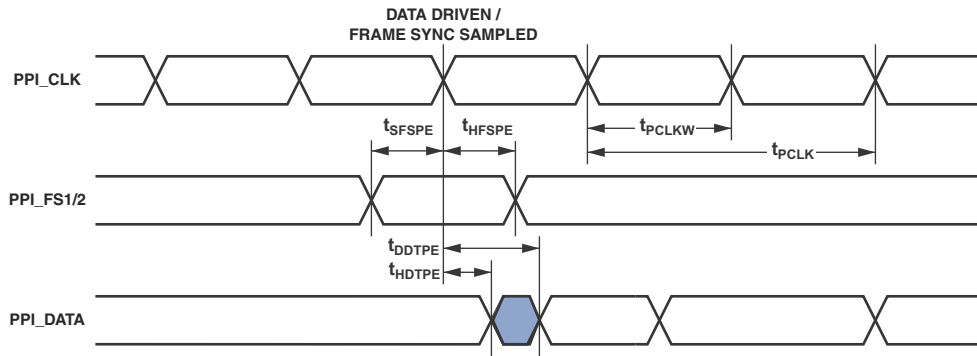 DATA DRIVEN /
FRAME SYNC SAMPLED
PPI_CLK
tSFSPE
tHFSPE
tPCLKW
tPCLK
PPI_FS1/2
tDDTPE
tHDTPE
PPI_DATA